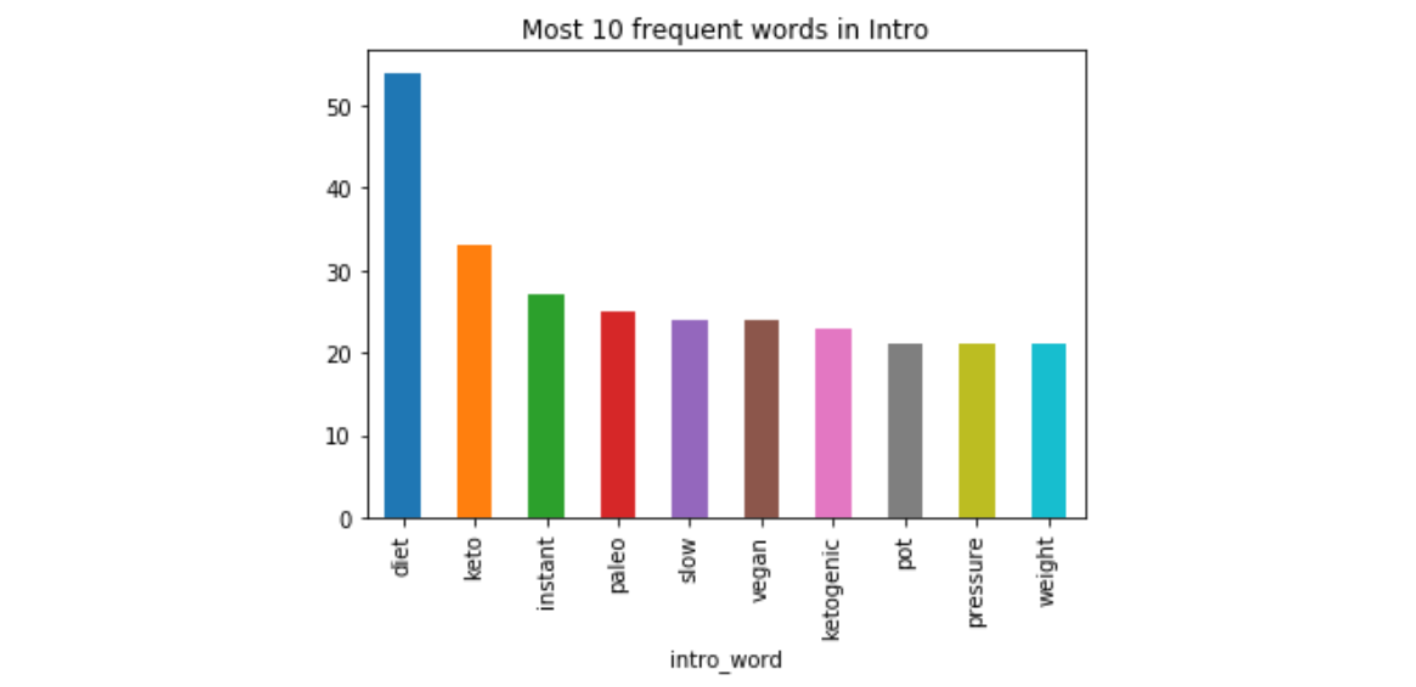 Most 10 frequent words in Intro
50
40
30
20
10
0
diet
keto
instant
paleo
slow
vegan
ketogenic
pot
pressure
weight
intro_word